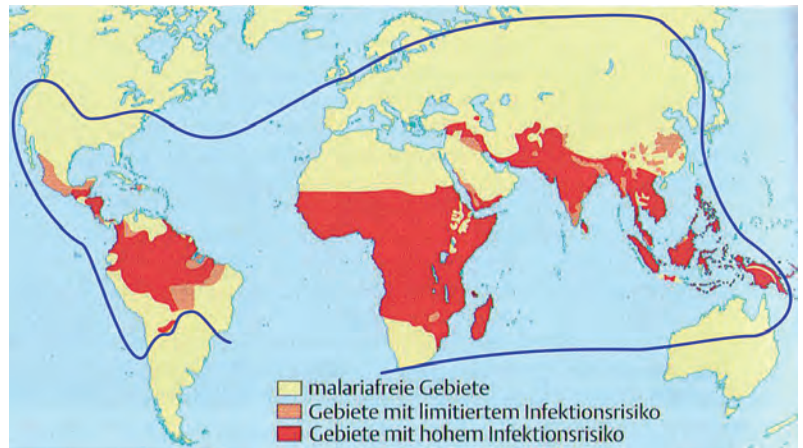 malariafreie Gebiete
Gebiete mit limitiertem Infektionsrisiko
Gebiete mit hohem Infektionsrisiko